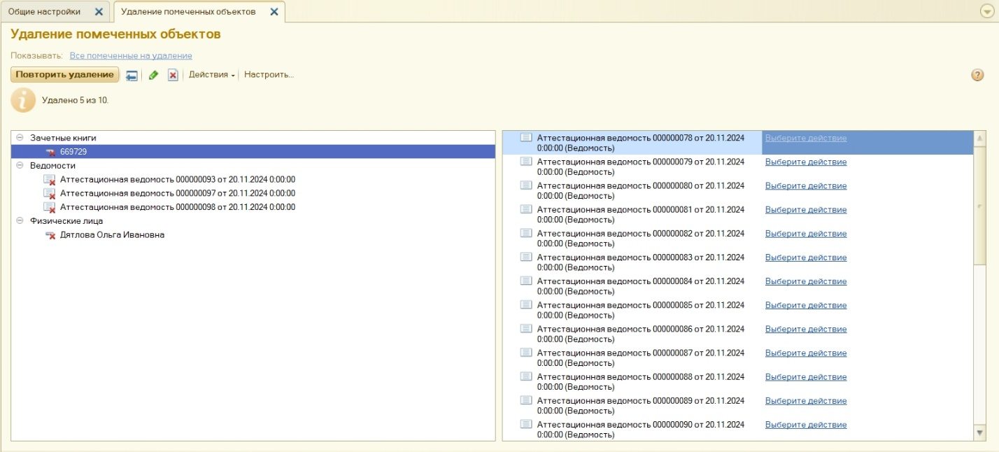 Общие настройки
Удаление помеченных объектов
Удаление помеченных объектов
Показывать: Все помеченные на удаление
Повторить удаление
Действия
Настроить...
Удалено 5 из 10.
Зачетные книги
669729
Ведомости
Аттестационная ведомость 000000093 от 20.11.2024 0:00:00
Аттестационная ведомость 000000097 от 20.11.2024 0:00:00
Аттестационная ведомость 000000098 от 20.11.2024 0:00:00
Физические лица
Дятлова Ольга Ивановна
Аттестационная ведомость 000000078 от 20.11.2024 Выберите действие
0:00:00 (Ведомость)
Аттестационная ведомость 000000079 от 20.11.2024 Выберите действие
0:00:00 (Ведомость)
Аттестационная ведомость 000000080 от 20.11.2024 Выберите действие
0:00:00 (Ведомость)
Аттестационная ведомость 000000081 от 20.11.2024 Выберите действие
0:00:00 (Ведомость)
Аттестационная ведомость 000000082 от 20.11.2024 Выберите действие
0:00:00 (Ведомость)
Аттестационная ведомость 000000083 от 20.11.2024 Выберите действие
0:00:00 (Ведомость)
Аттестационная ведомость 000000084 от 20.11.2024 Выберите действие
0:00:00 (Ведомость)
Аттестационная ведомость 000000085 от 20.11.2024 Выберите действие
0:00:00 (Ведомость)
Аттестационная ведомость 000000086 от 20.11.2024 Выберите действие
0:00:00 (Ведомость)
Аттестационная ведомость 000000087 от 20.11.2024 Выберите действие
0:00:00 (Ведомость)
Аттестационная ведомость 000000088 от 20.11.2024 Выберите действие
0:00:00 (Ведомость)
Аттестационная ведомость 000000089 от 20.11.2024 Выберите действие
0:00:00 (Ведомость)
Аттестационная ведомость 000000090 от 20.11.2024 Выберите действие
0:00:00 (Ведомость)